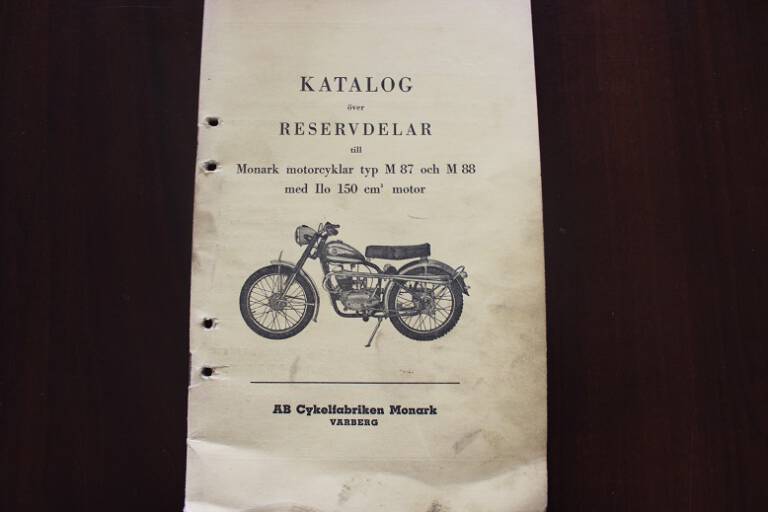 KATALOG
över
RESERVDELAR
till
Monark motorcyklar typ M 87 och M 88
med Ilo 150 cm³ motor
AB Cykelfabriken Monark
VARBERG